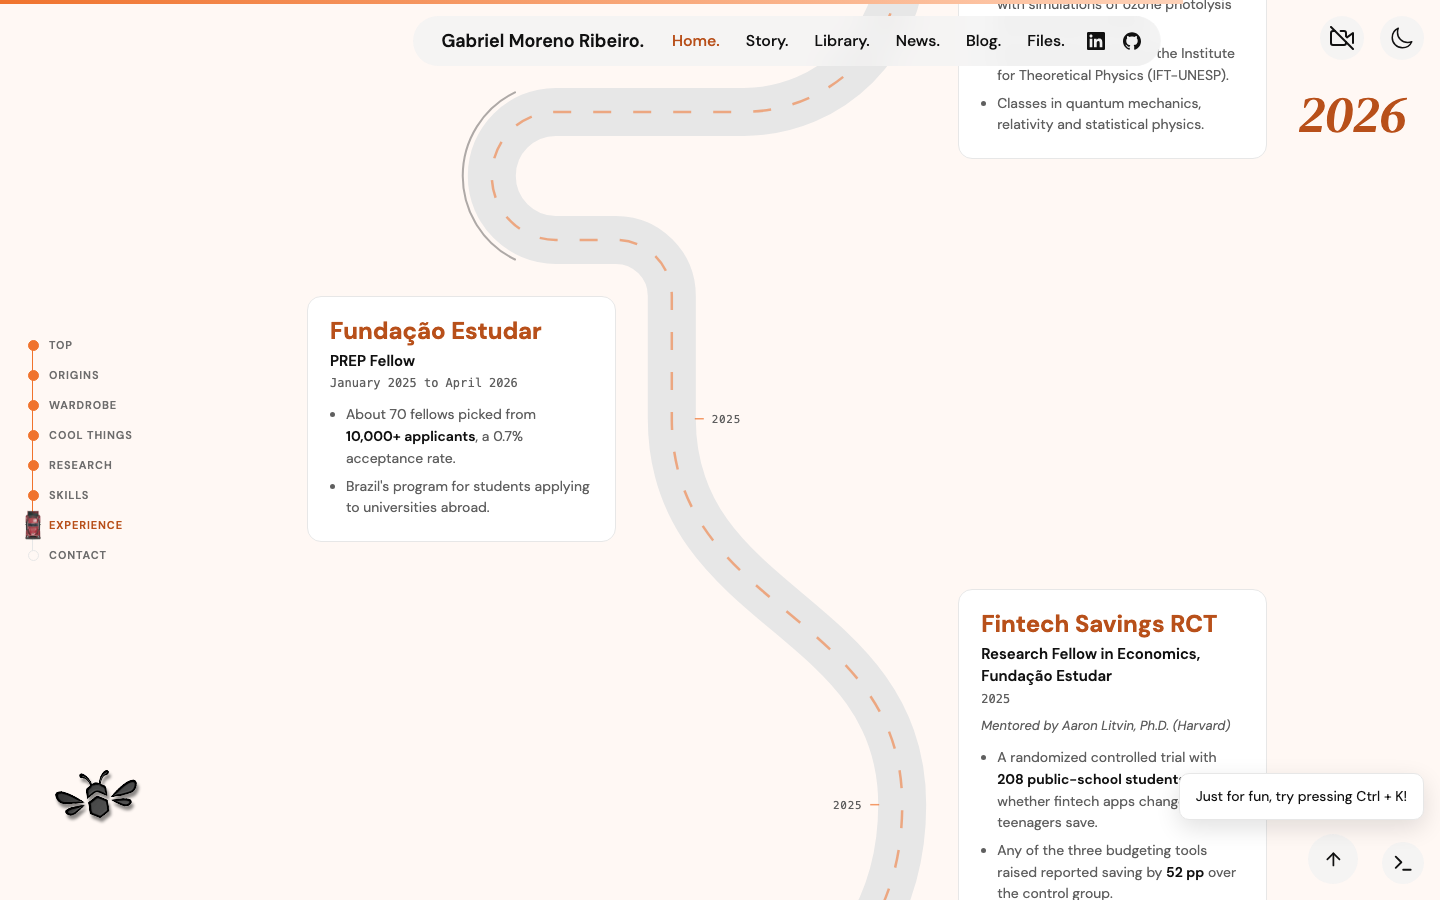 with simulations of ozone photolysis
Gabriel Moreno Ribeiro.
Home.
Story.
Library.
News.
Blog.
Files.
the Institute
for Theoretical Physics (IFT-UNESP).
Classes in quantum mechanics,
relativity and statistical physics.
2026
TOP
ORIGINS
WARDROBE
COOL THINGS
RESEARCH
SKILLS
EXPERIENCE
CONTACT
Fundação Estudar
PREP Fellow
January 2025 to April 2026
About 70 fellows picked from
10,000+ applicants, a 0.7%
acceptance rate.
Brazil's program for students applying
to universities abroad.
2025
Fintech Savings RCT
Research Fellow in Economics,
Fundação Estudar
2025
Mentored by Aaron Litvin, Ph.D. (Harvard)
A randomized controlled trial with
208 public-school students
whether fintech apps chang
teenagers save.
Any of the three budgeting tools
raised reported saving by 52 pp over
the control group.
2025
Just for fun, try pressing Ctrl + K!